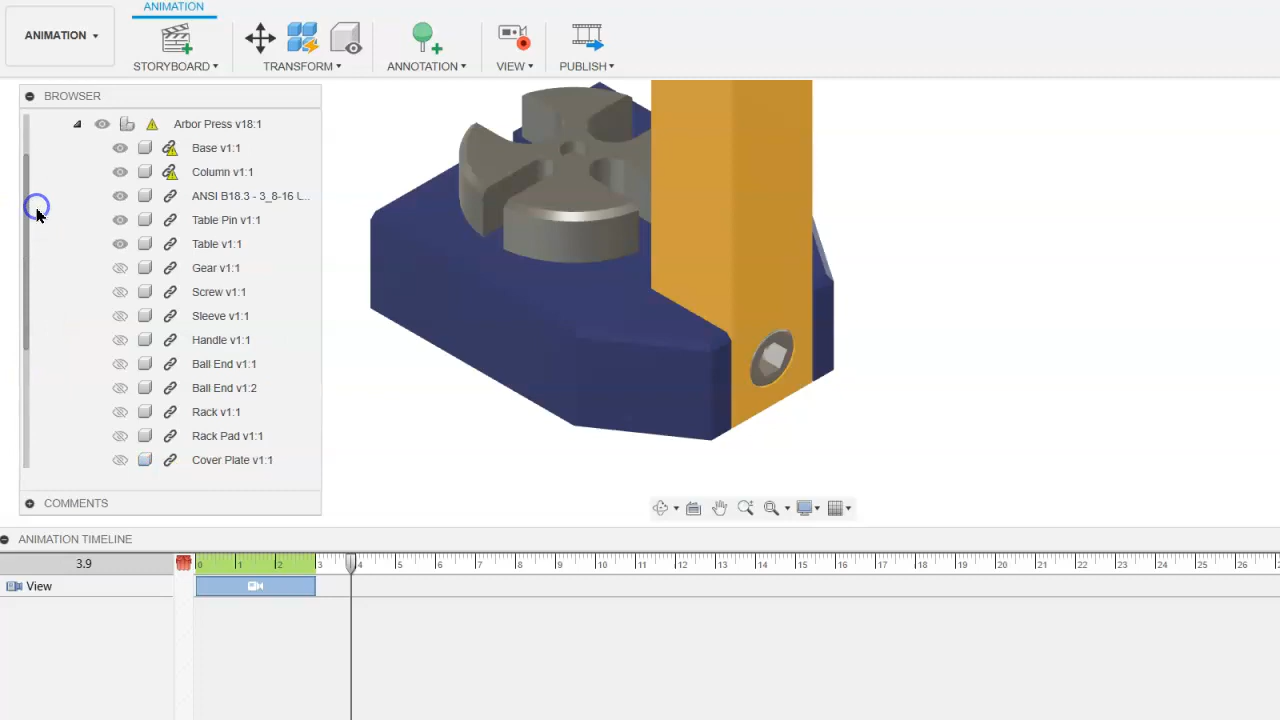 ANIMATION
ANIMATION
STORYBOARD
TRANSFORM
ANNOTATION
VIEW
PUBLISH
BROWSER
Arbor Press v18:1
Base v1:1
Column v1:1
ANSI B18.3 - 3_8-16 L...
Table Pin v1:1
Table v1:1
Gear v1:1
Screw v1:1
Sleeve v1:1
Handle v1:1
Ball End v1:1
Ball End v1:2
Rack v1:1
Rack Pad v1:1
Cover Plate v1:1
COMMENTS
ANIMATION TIMELINE
3.9
0 1 2 3 4 5 6 7 8 9 10 11 12 13 14 15 16 17 18 19 20 21 22 23 24 25 26
View